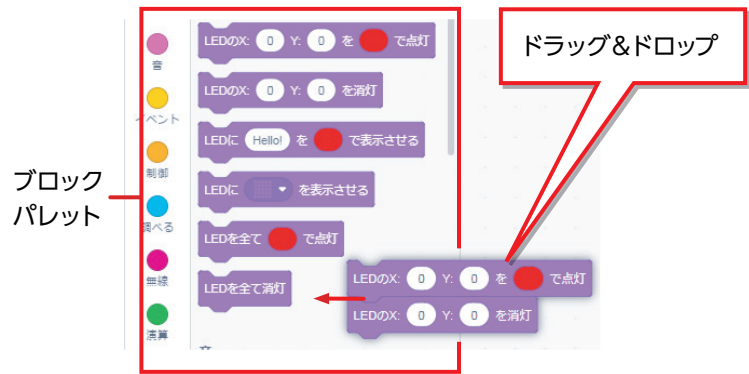 ブロック
パレット
音
イベント
制御
調べる
無線
演算
LEDのX: 0 Y: 0 を で点灯
LEDのX: 0 Y: 0 を消灯
LEDに Hello! を で表示させる
LEDに を表示させる
LEDを全て で点灯
LEDを全て消灯
音
ドラッグ&ドロップ
LEDのX: 0 Y: 0 を で点灯
LEDのX: 0 Y: 0 を消灯